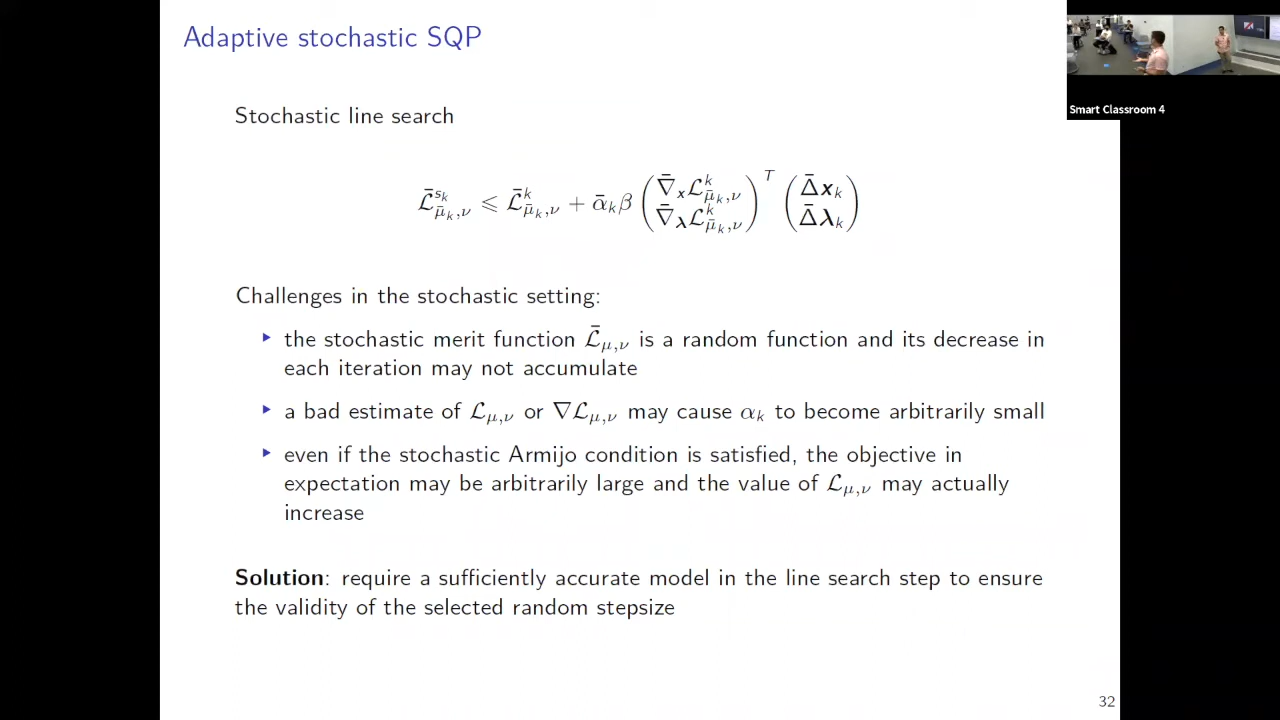 Adaptive stochastic SQP
Smart Classroom 4
Stochastic line search
$\bar{\mathcal{L}}^{s_k}_{\bar{\mu}_k,\nu} \leqslant \bar{\mathcal{L}}^{k}_{\bar{\mu}_k,\nu} + \bar{\alpha}_k \beta \begin{pmatrix} \bar{\nabla}_{\boldsymbol{x}} \mathcal{L}^{k}_{\bar{\mu}_k,\nu} \\ \bar{\nabla}_{\boldsymbol{\lambda}} \mathcal{L}^{k}_{\bar{\mu}_k,\nu} \end{pmatrix}^T \begin{pmatrix} \bar{\Delta} \boldsymbol{x}_k \\ \bar{\Delta} \boldsymbol{\lambda}_k \end{pmatrix}$
Challenges in the stochastic setting:
▸ the stochastic merit function $\bar{\mathcal{L}}_{\mu,\nu}$ is a random function and its decrease in
each iteration may not accumulate
▸ a bad estimate of $\mathcal{L}_{\mu,\nu}$ or $\nabla\mathcal{L}_{\mu,\nu}$ may cause $\alpha_k$ to become arbitrarily small
▸ even if the stochastic Armijo condition is satisfied, the objective in
expectation may be arbitrarily large and the value of $\mathcal{L}_{\mu,\nu}$ may actually
increase
Solution: require a sufficiently accurate model in the line search step to ensure
the validity of the selected random stepsize
32